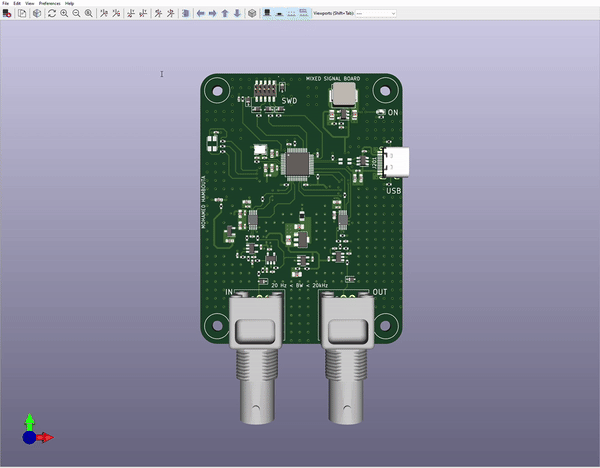 File Edit View Preferences Help
Viewports (Shift+Tab):
MIXED SIGNAL BOARD
SWD
ON
J201
USB
MOHAMED HAMBOUTA
20 Hz < BW < 20kHz
IN
OUT